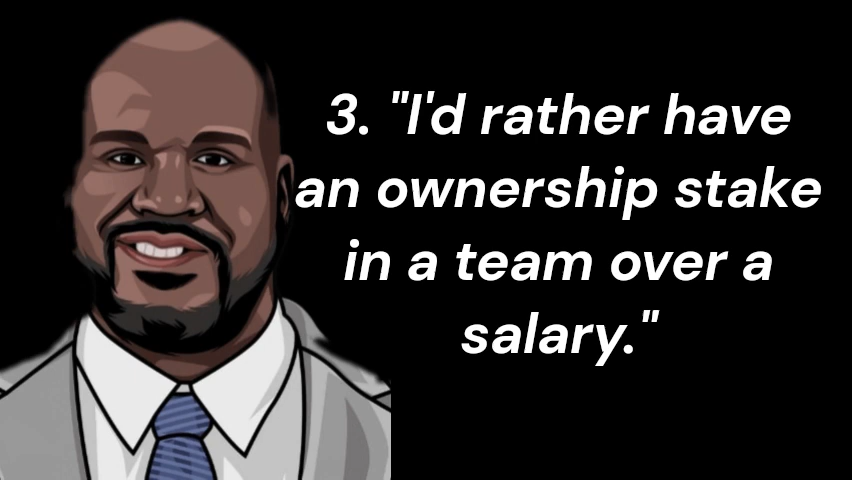 3. "I'd rather have
an ownership stake
in a team over a
salary."